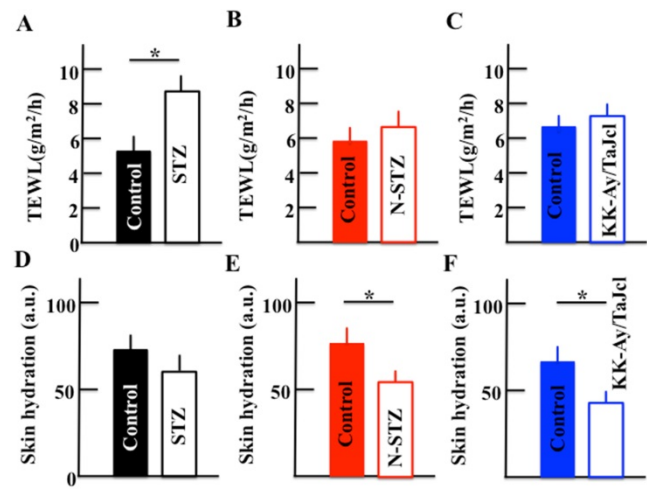 A
B
C
TEWL(g/m²/h)
10
8
6
4
2
0
Control
STZ
*
TEWL(g/m²/h)
10
8
6
4
2
Control
N-STZ
TEWL(g/m²/h)
10
8
6
4
2
Control
KK-Ay/TaJcl
D
E
F
Skin hydration (a.u.)
100
50
0
Control
STZ
Skin hydration (a.u.)
100
50
Control
N-STZ
*
Skin hydration (a.u.)
100
50
Control
KK-Ay/TaJcl
*